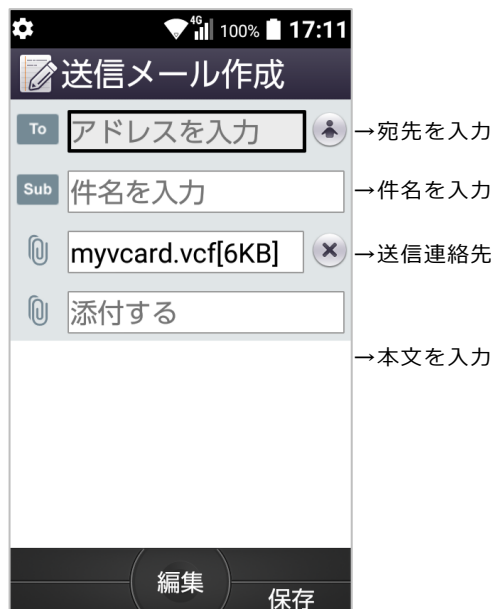 4G 100% 17:11
送信メール作成
To アドレスを入力 →宛先を入力
Sub 件名を入力 →件名を入力
myvcard.vcf[6KB] →送信連絡先
添付する
→本文を入力
編集
保存